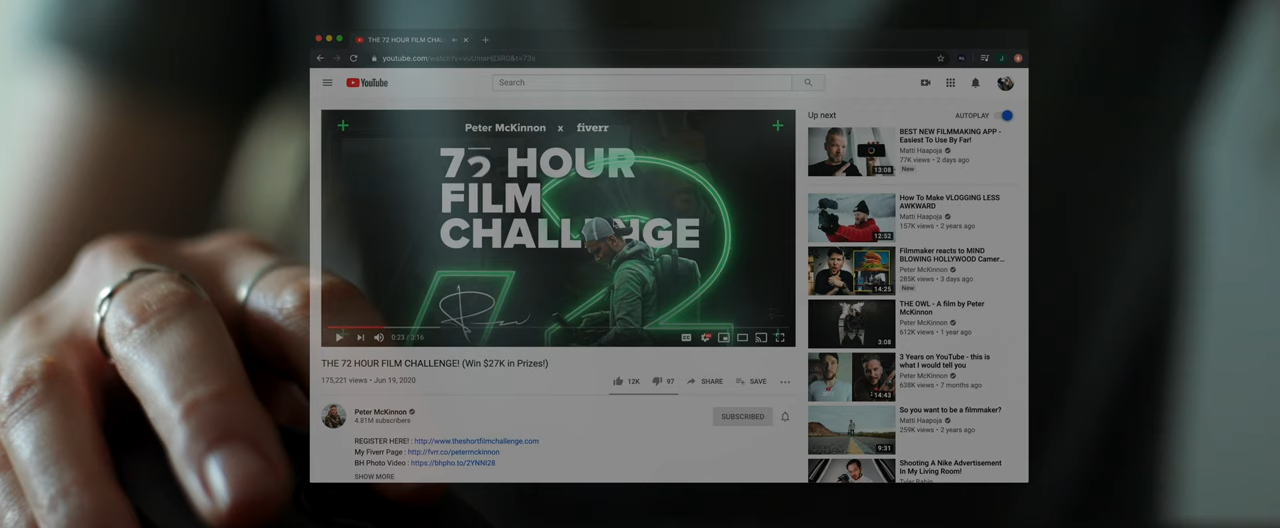 THE 72 HOUR FILM CHAL
youtube.com
YouTube
Search
Peter McKinnon x fiverr
72 HOUR
FILM
CHALLENGE
0:23 / 3:16
CC
THE 72 HOUR FILM CHALLENGE! (Win $27K in Prizes!)
175,221 views • Jun 19, 2020
12K
97
SHARE
SAVE
Peter McKinnon
4.81M subscribers
SUBSCRIBED
REGISTER HERE! : http://www.theshortfilmchallenge.com
My Fiverr Page : http://fvrr.co/petermckinnon
BH Photo Video : https://bhpho.to/2YNNI28
SHOW MORE
Up next
AUTOPLAY
13:08
BEST NEW FILMMAKING APP -
Easiest To Use By Far!
Matti Haapoja
77K views • 2 days ago
New
12:52
How To Make VLOGGING LESS
AWKWARD
Matti Haapoja
157K views • 2 years ago
14:25
Filmmaker reacts to MIND
BLOWING HOLLYWOOD Camer...
Peter McKinnon
285K views • 3 days ago
New
3:08
THE OWL - A film by Peter
McKinnon
Peter McKinnon
612K views • 1 year ago
14:43
3 Years on YouTube - this is
what I would tell you
Peter McKinnon
638K views • 7 months ago
9:31
So you want to be a filmmaker?
Matti Haapoja
259K views • 2 years ago
Shooting A Nike Advertisement
In My Living Room!